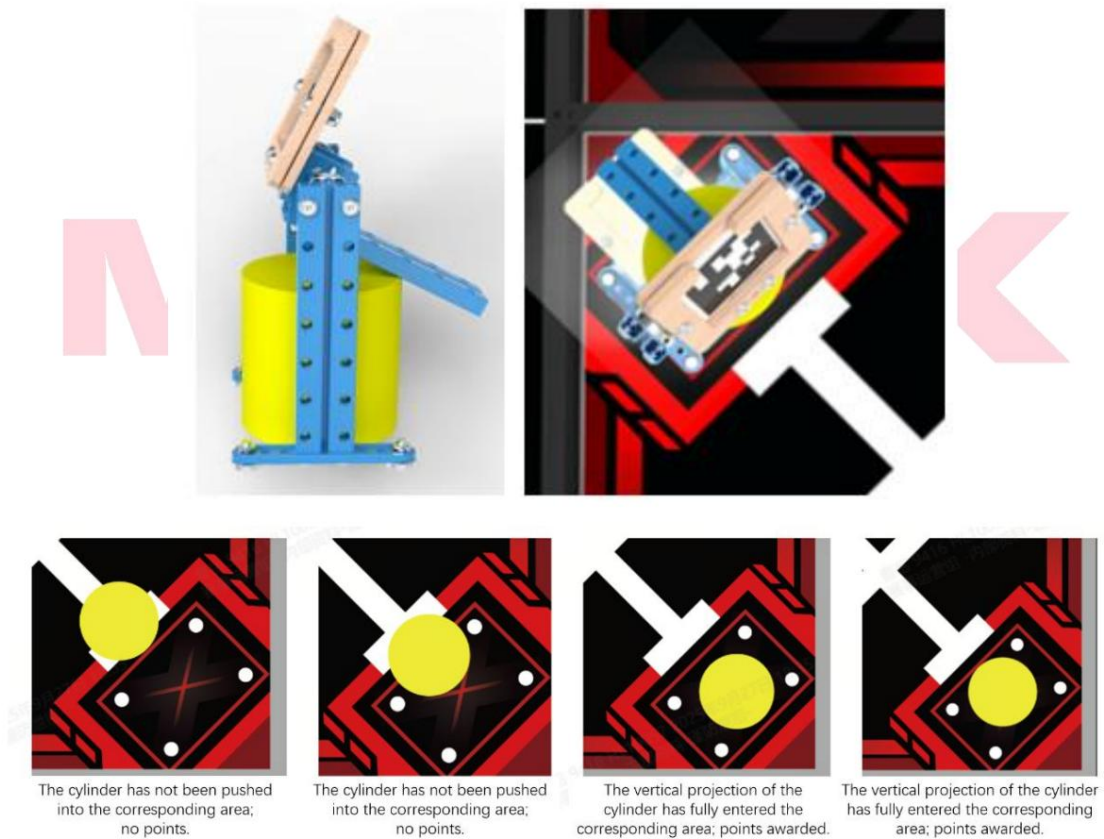 M K
The cylinder has not been pushed
into the corresponding area;
no points.
The cylinder has not been pushed
into the corresponding area;
no points.
The vertical projection of the
cylinder has fully entered the
corresponding area; points awarded.
The vertical projection of the cylinder
has fully entered the corresponding
area; points awarded.